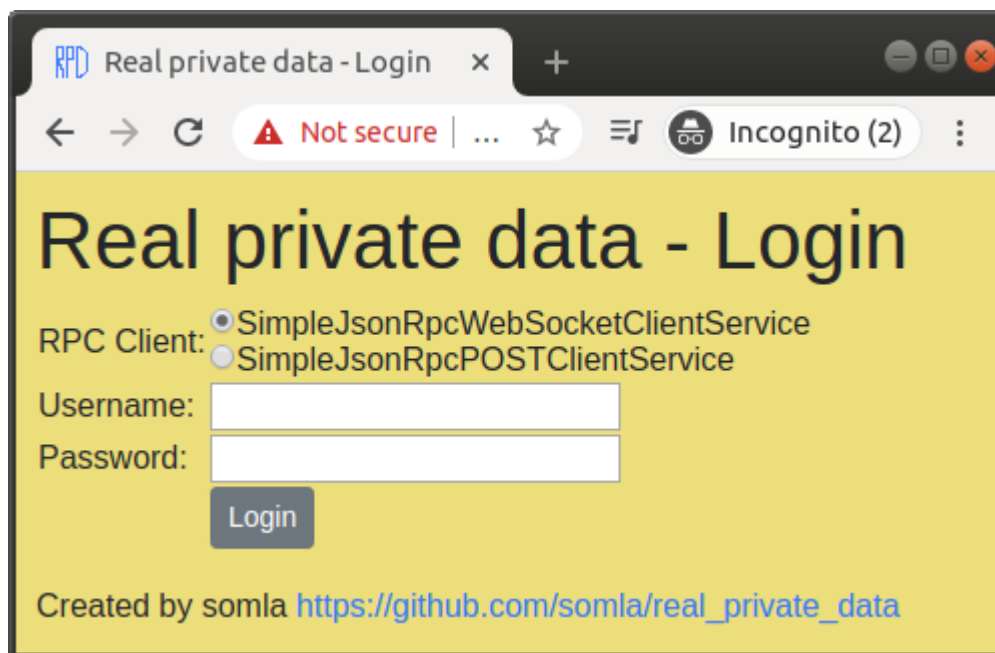 RPD Real private data - Login
Not secure | ... Incognito (2)
Real private data - Login
RPC Client:
SimpleJsonRpcWebSocketClientService
SimpleJsonRpcPOSTClientService
Username:
Password:
Login
Created by somla https://github.com/somla/real_private_data